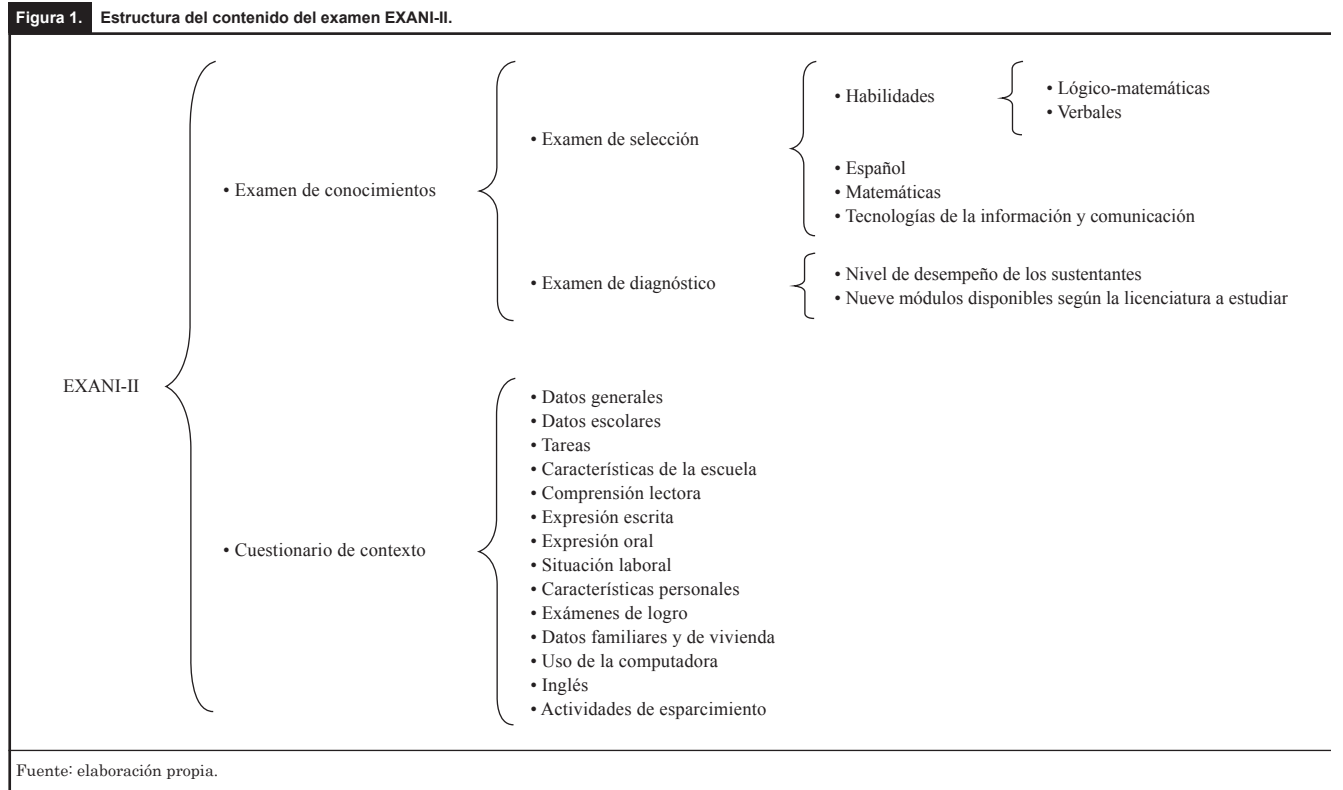 Figura 1. Estructura del contenido del examen EXANI-II.
EXANI-II
• Examen de conocimientos
• Examen de selección
• Habilidades
• Lógico-matemáticas
• Verbales
• Español
• Matemáticas
• Tecnologías de la información y comunicación
• Examen de diagnóstico
• Nivel de desempeño de los sustentantes
• Nueve módulos disponibles según la licenciatura a estudiar
• Cuestionario de contexto
• Datos generales
• Datos escolares
• Tareas
• Características de la escuela
• Comprensión lectora
• Expresión escrita
• Expresión oral
• Situación laboral
• Características personales
• Exámenes de logro
• Datos familiares y de vivienda
• Uso de la computadora
• Inglés
• Actividades de esparcimiento
Fuente: elaboración propia.